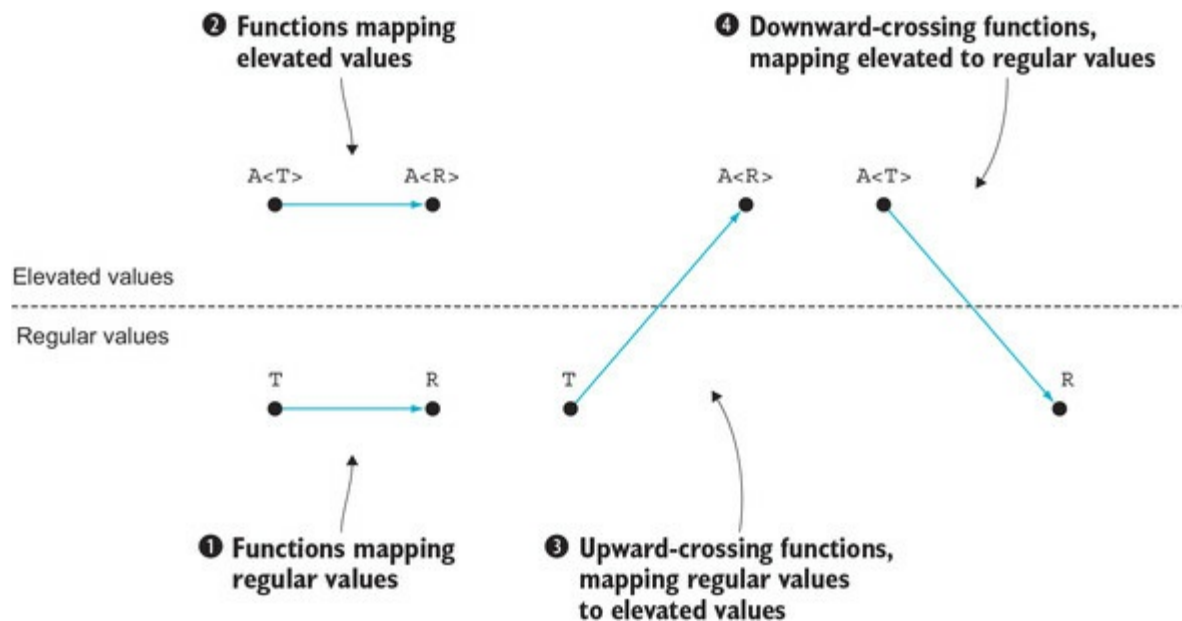 ❷ Functions mapping
elevated values
❹ Downward-crossing functions,
mapping elevated to regular values
A<T>
A<R>
A<R>
A<T>
Elevated values
Regular values
T
R
T
R
❶ Functions mapping
regular values
❸ Upward-crossing functions,
mapping regular values
to elevated values